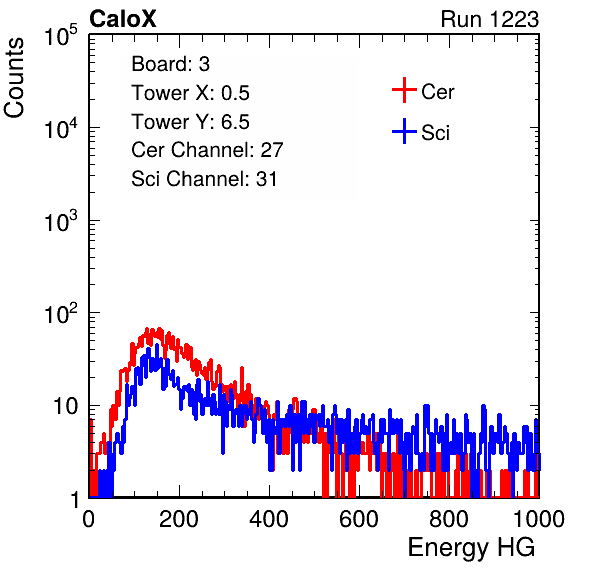 CaloX Run 1223
Counts
10^5
10^4
10^3
10^2
10
1
Board: 3
Tower X: 0.5
Tower Y: 6.5
Cer Channel: 27
Sci Channel: 31
Cer
Sci
0 200 400 600 800 1000
Energy HG